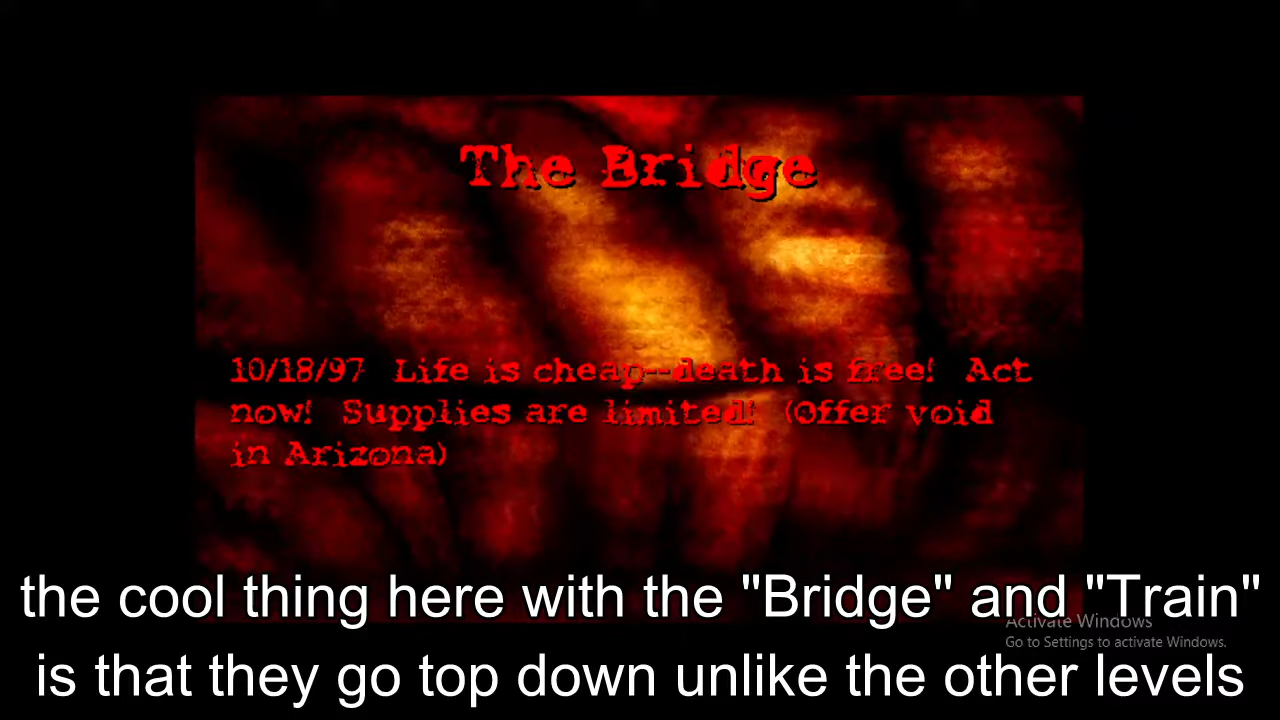 The Bridge
10/18/97 Life is cheap--death is free! Act
now! Supplies are limited! (Offer void
in Arizona)
the cool thing here with the "Bridge" and "Train"
Activate Windows
Go to Settings to activate Windows.
is that they go top down unlike the other levels